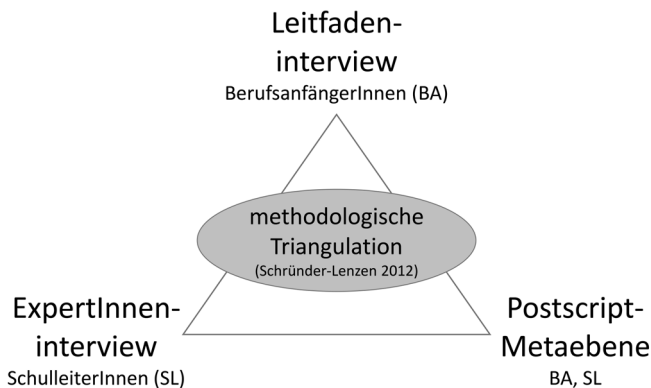 Leitfaden-
interview
BerufsanfängerInnen (BA)
methodologische
Triangulation
(Schründer-Lenzen 2012)
ExpertInnen-
interview
SchulleiterInnen (SL)
Postscript-
Metaebene
BA, SL